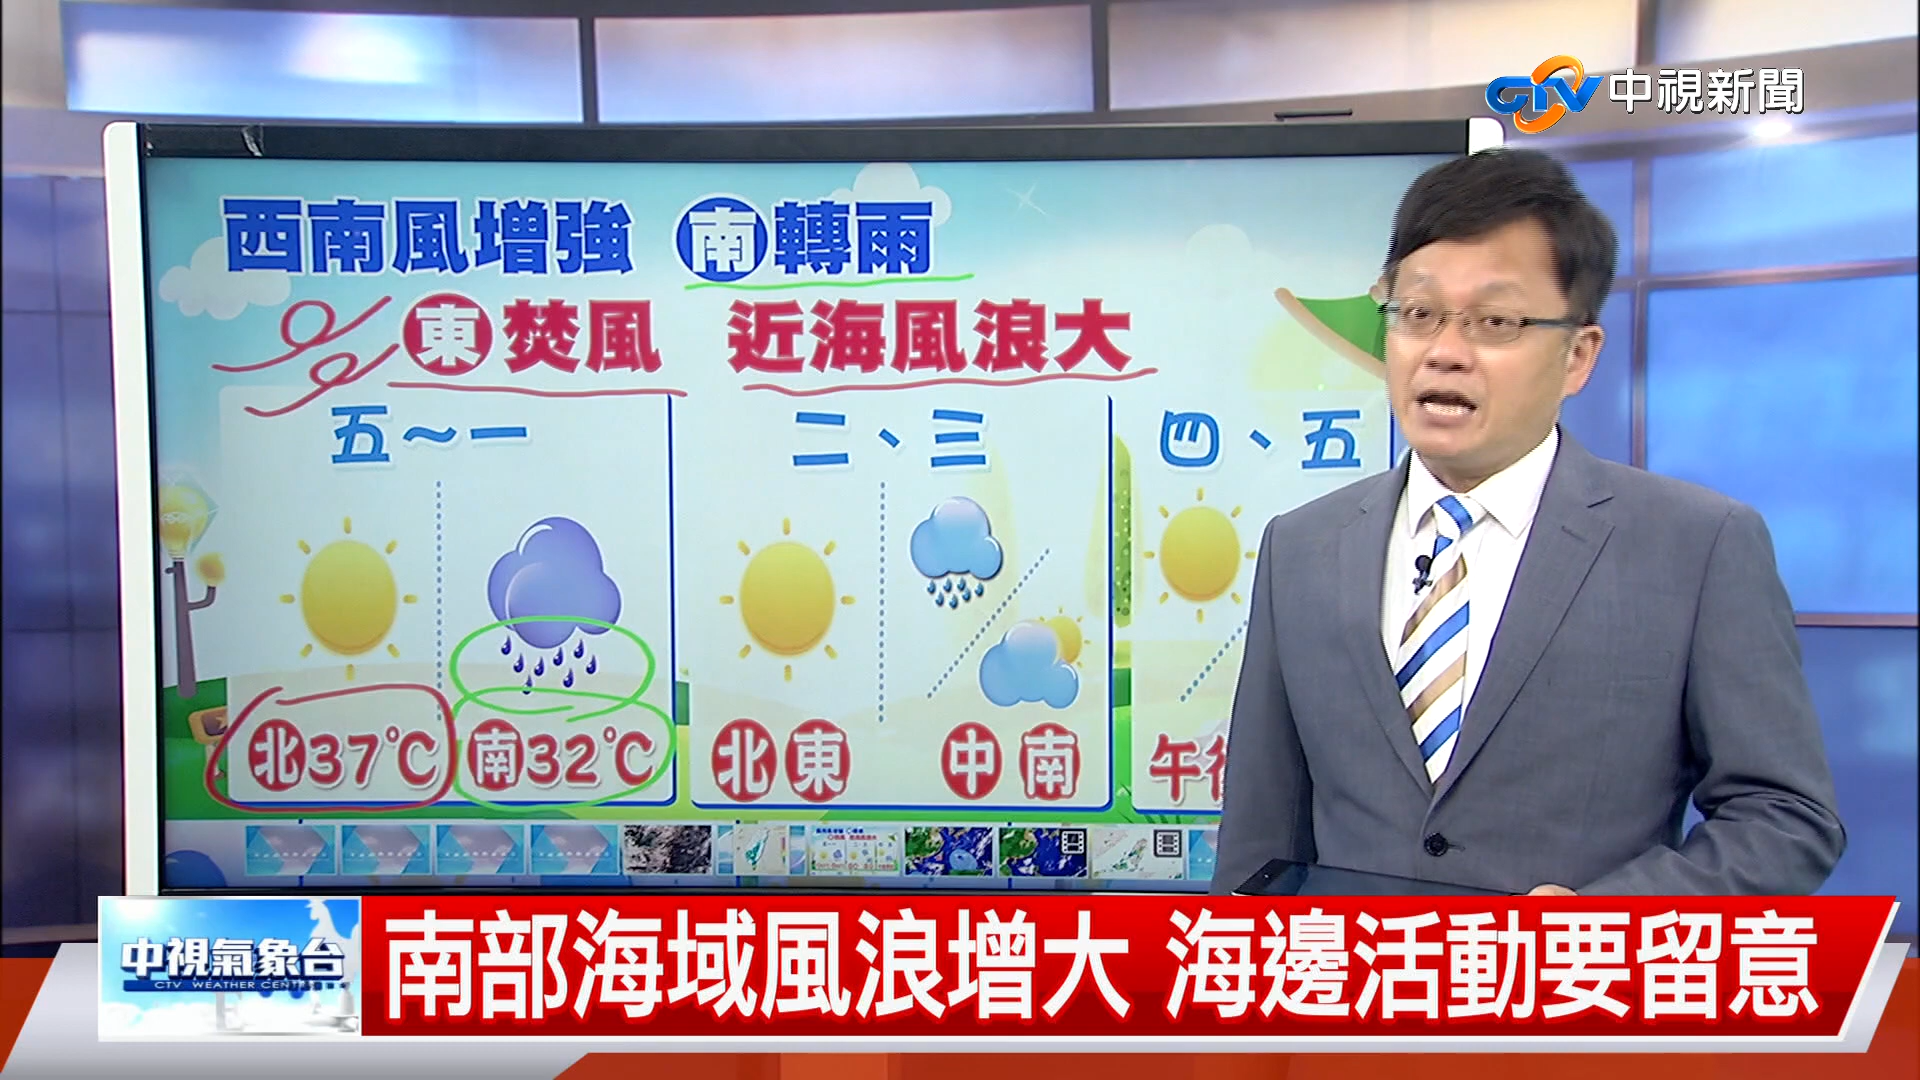 CTV 中視新聞
西南風增強 南轉雨
東焚風 近海風浪大
五~一
二、三
四、五
北37℃ 南32℃
北 東
中 南
午
中視氣象台
CTV WEATHER CENTER
南部海域風浪增大 海邊活動要留意